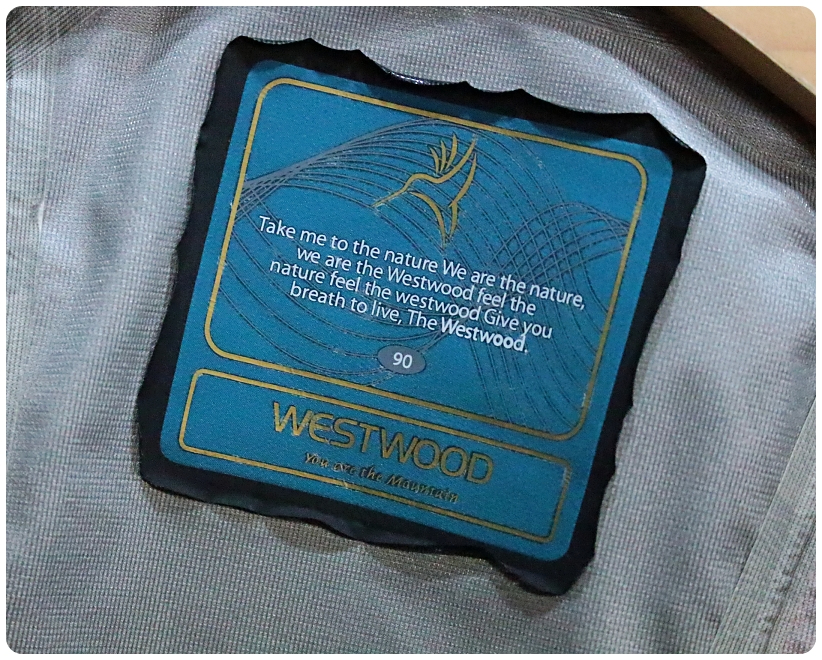 Take me to the nature We are the nature,
we are the Westwood feel the
nature feel the westwood Give you
breath to live, The Westwood.
90
WESTWOOD
You are the Mountain